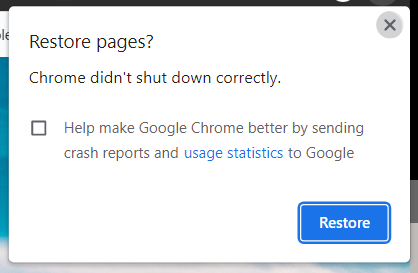 Restore pages?
Chrome didn't shut down correctly.
Help make Google Chrome better by sending
crash reports and usage statistics to Google
Restore